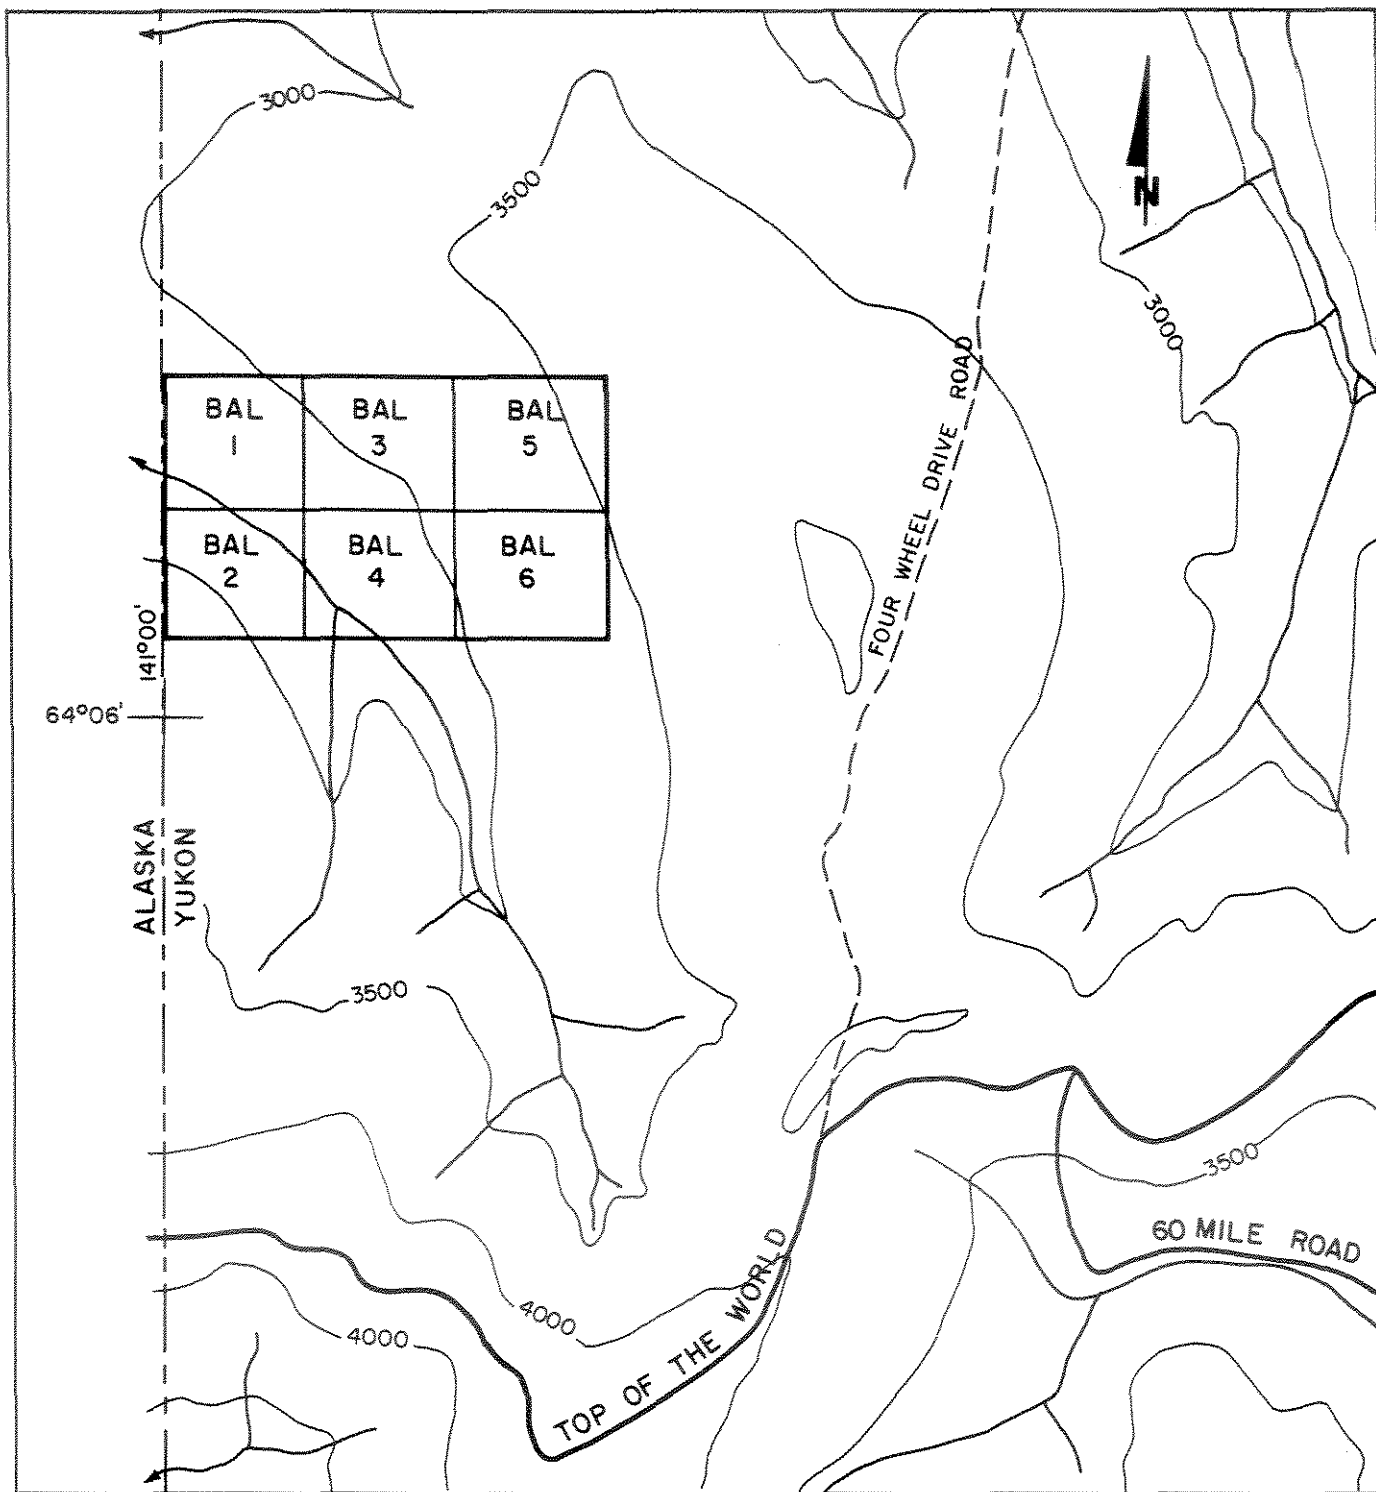 3000
3500
N
3000
FOUR WHEEL DRIVE ROAD
BAL
1
BAL
3
BAL
5
BAL
2
BAL
4
BAL
6
141°00'
64°06'
ALASKA
YUKON
3500
3500
60 MILE ROAD
4000
4000
TOP OF THE WORLD